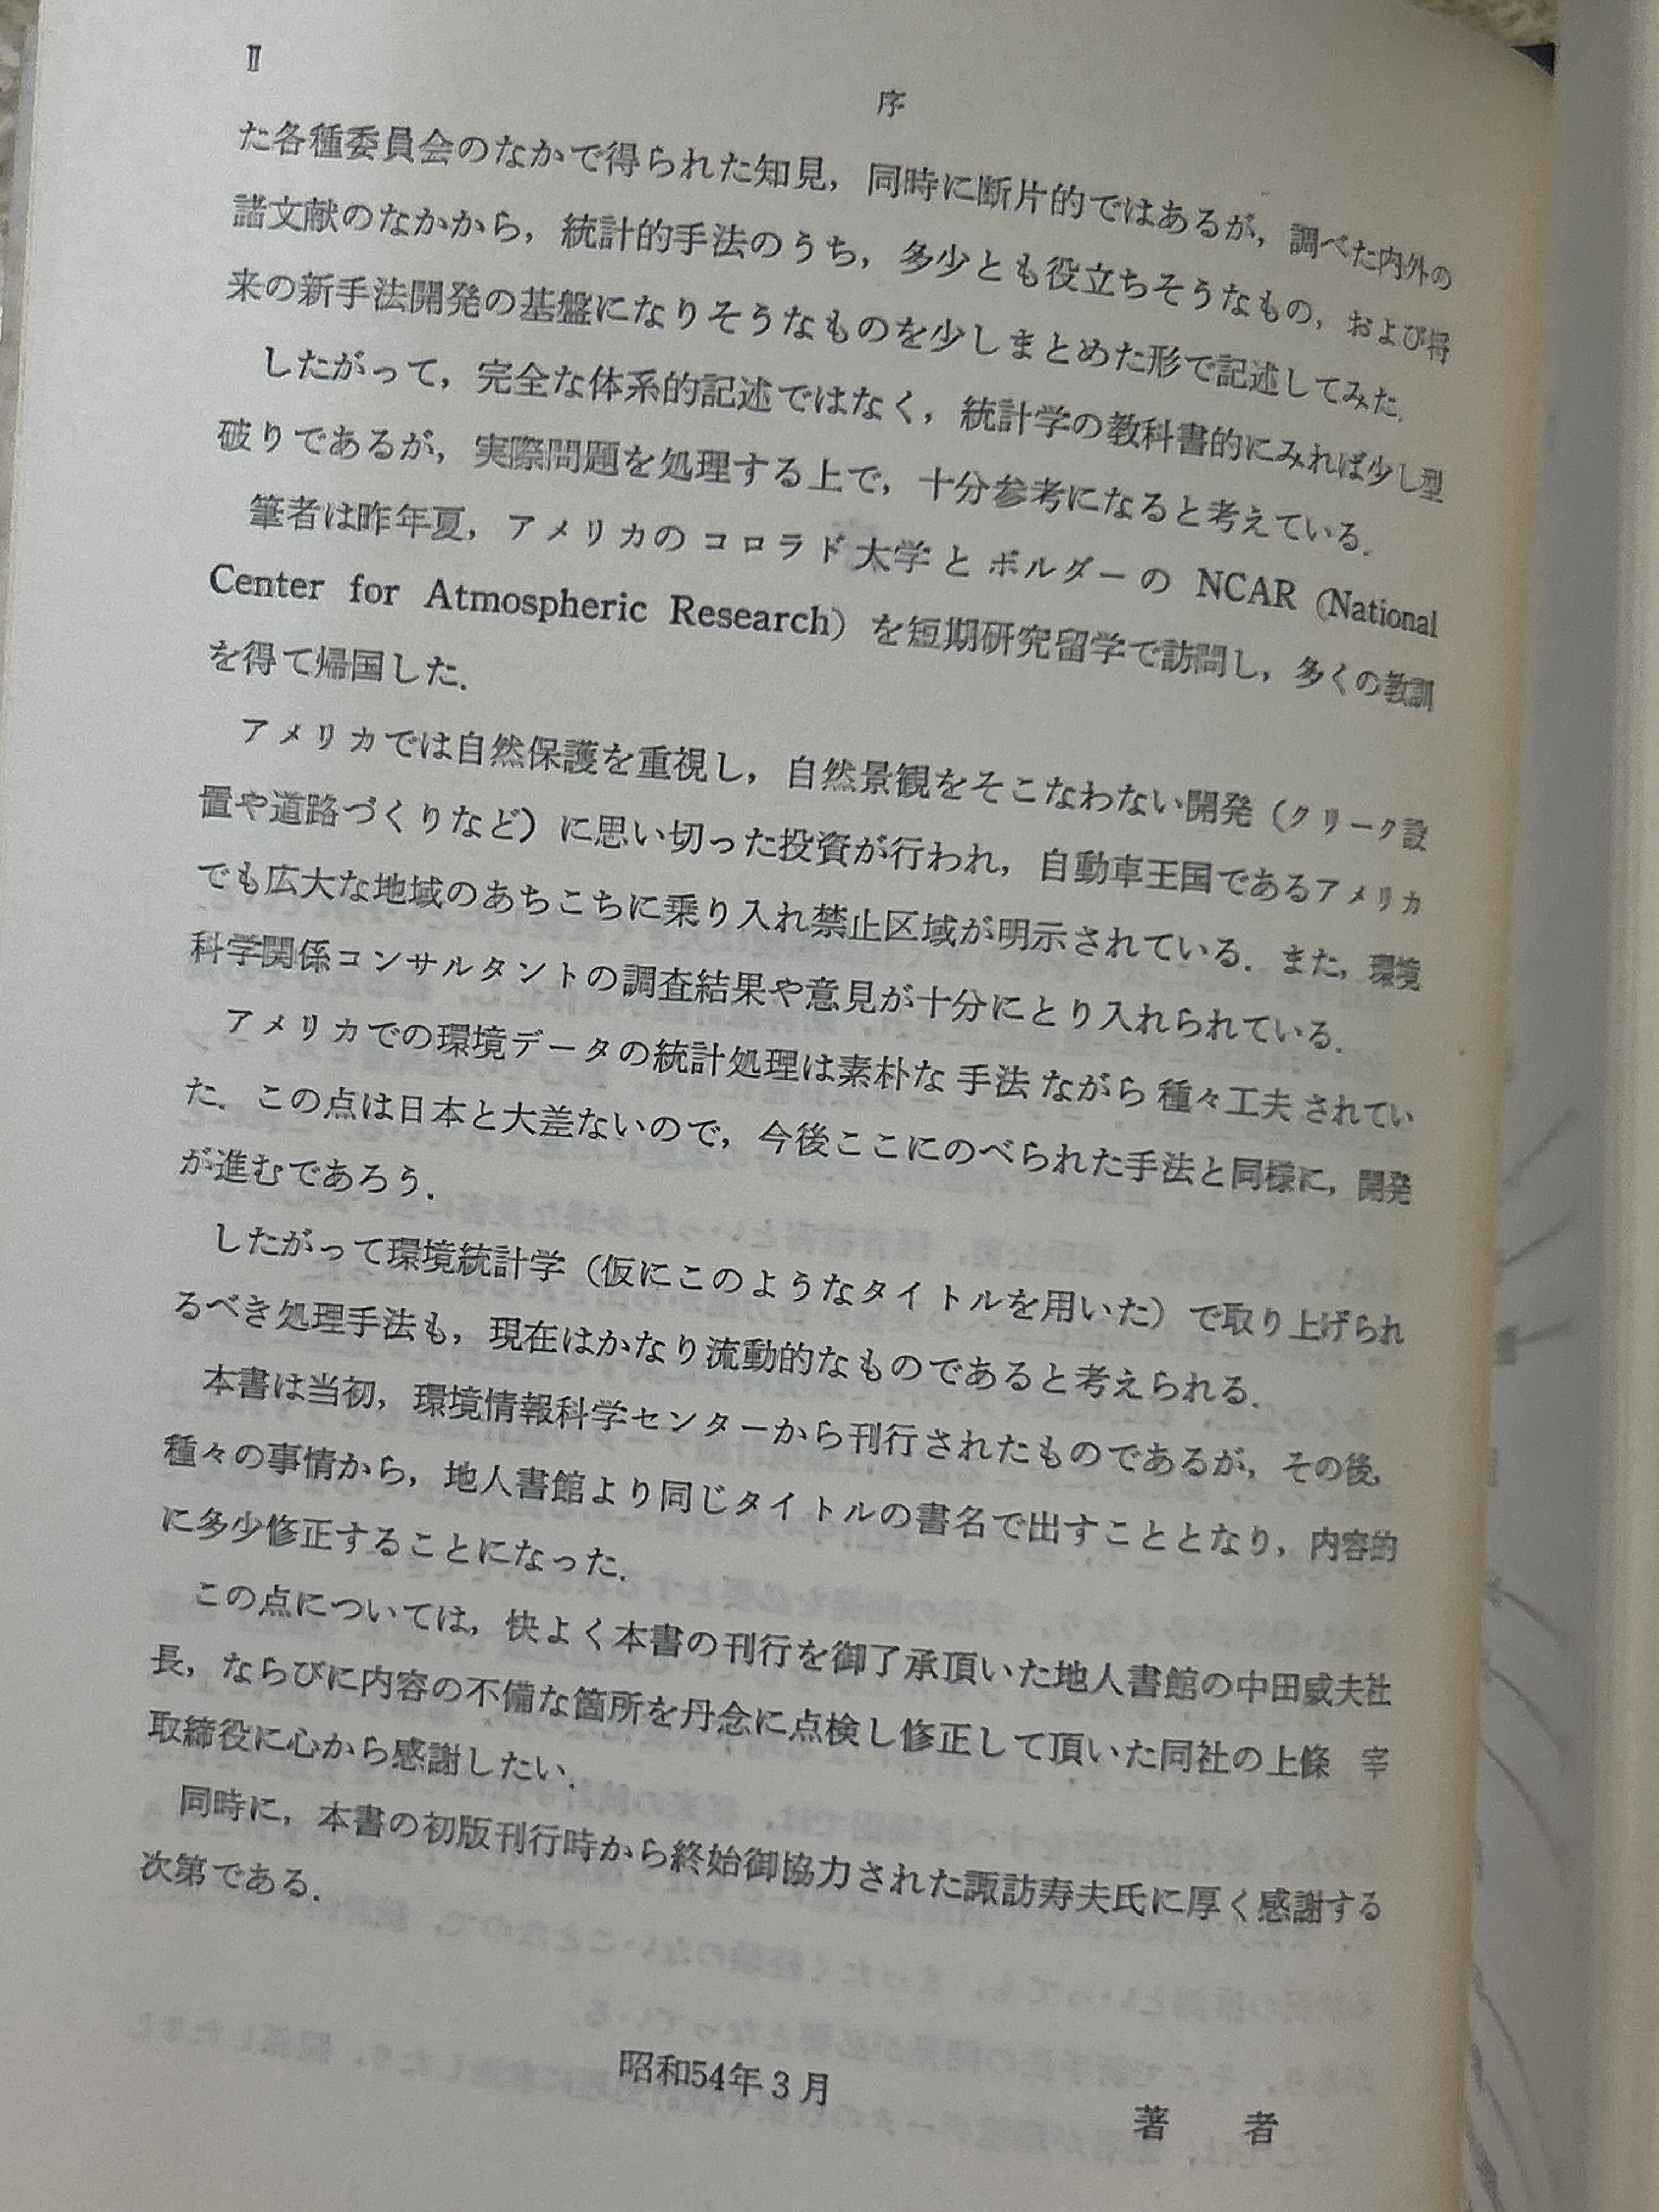 Ⅱ
序
た各種委員会のなかで得られた知見，同時に断片的ではあるが，調べた内外の
諸文献のなかから，統計的手法のうち，多少とも役立ちそうなもの，および将
来の新手法開発の基盤になりそうなものを少しまとめた形で記述してみた．
したがって，完全な体系的記述ではなく，統計学の教科書的にみれば少し型
破りであるが，実際問題を処理する上で，十分参考になると考えている．
筆者は昨年夏，アメリカのコロラド大学とボルダーの NCAR (National
Center for Atmospheric Research) を短期研究留学で訪問し，多くの教訓
を得て帰国した．
アメリカでは自然保護を重視し，自然景観をそこなわない開発（クリーク設
置や道路づくりなど）に思い切った投資が行われ，自動車王国であるアメリカ
でも広大な地域のあちこちに乗り入れ禁止区域が明示されている．また，環境
科学関係コンサルタントの調査結果や意見が十分にとり入れられている．
アメリカでの環境データの統計処理は素朴な手法ながら種々工夫されてい
た．この点は日本と大差ないので，今後ここにのべられた手法と同様に，開発
が進むであろう．
したがって環境統計学（仮にこのようなタイトルを用いた）で取り上げられ
るべき処理手法も，現在はかなり流動的なものであると考えられる．
本書は当初，環境情報科学センターから刊行されたものであるが，その後，
種々の事情から，地人書館より同じタイトルの書名で出すこととなり，内容的
に多少修正することになった．
この点については，快よく本書の刊行を御了承頂いた地人書館の中田威夫社
長，ならびに内容の不備な箇所を丹念に点検し修正して頂いた同社の上條　宰
取締役に心から感謝したい．
同時に，本書の初版刊行時から終始御協力された諏訪寿夫氏に厚く感謝する
次第である．
昭和54年３月
著　者